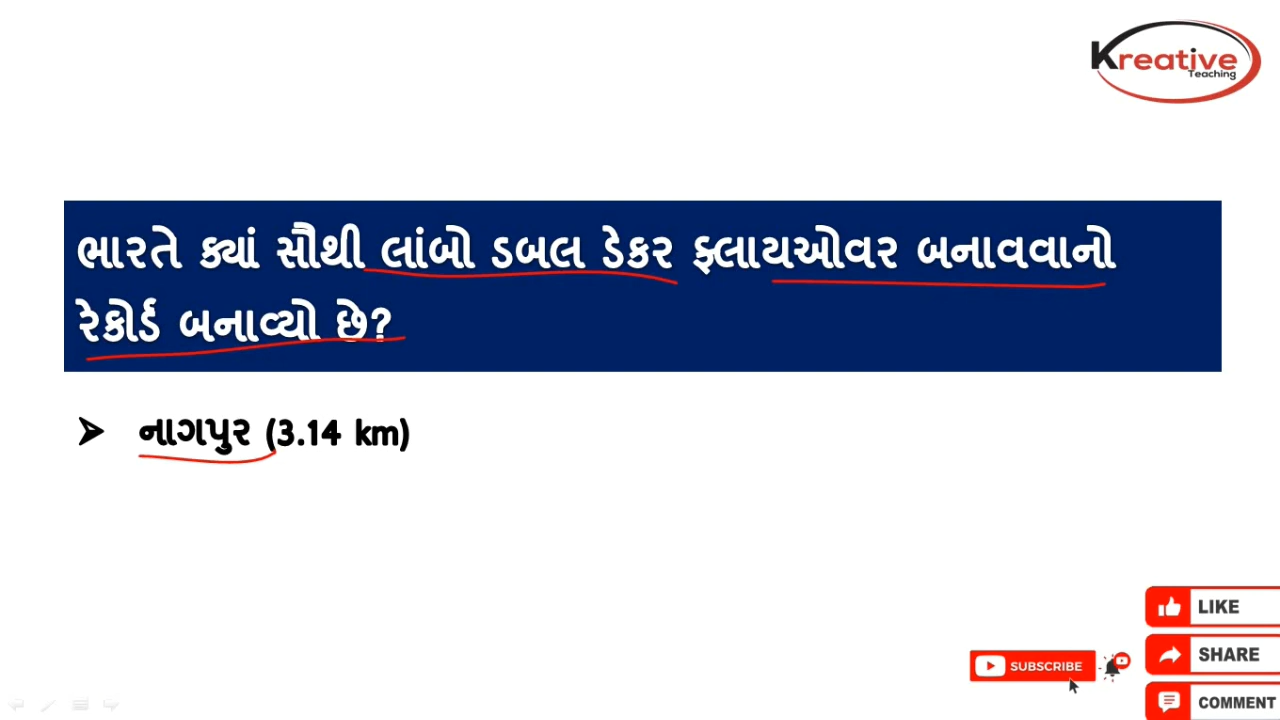 Kreative
Teaching
ભારતે ક્યાં સૌથી લાંબો ડબલ ડેકર ફ્લાયઓવર બનાવવાનો
રેકોર્ડ બનાવ્યો છે?
➤ નાગપુર (3.14 km)
LIKE
SHARE
SUBSCRIBE
COMMENT